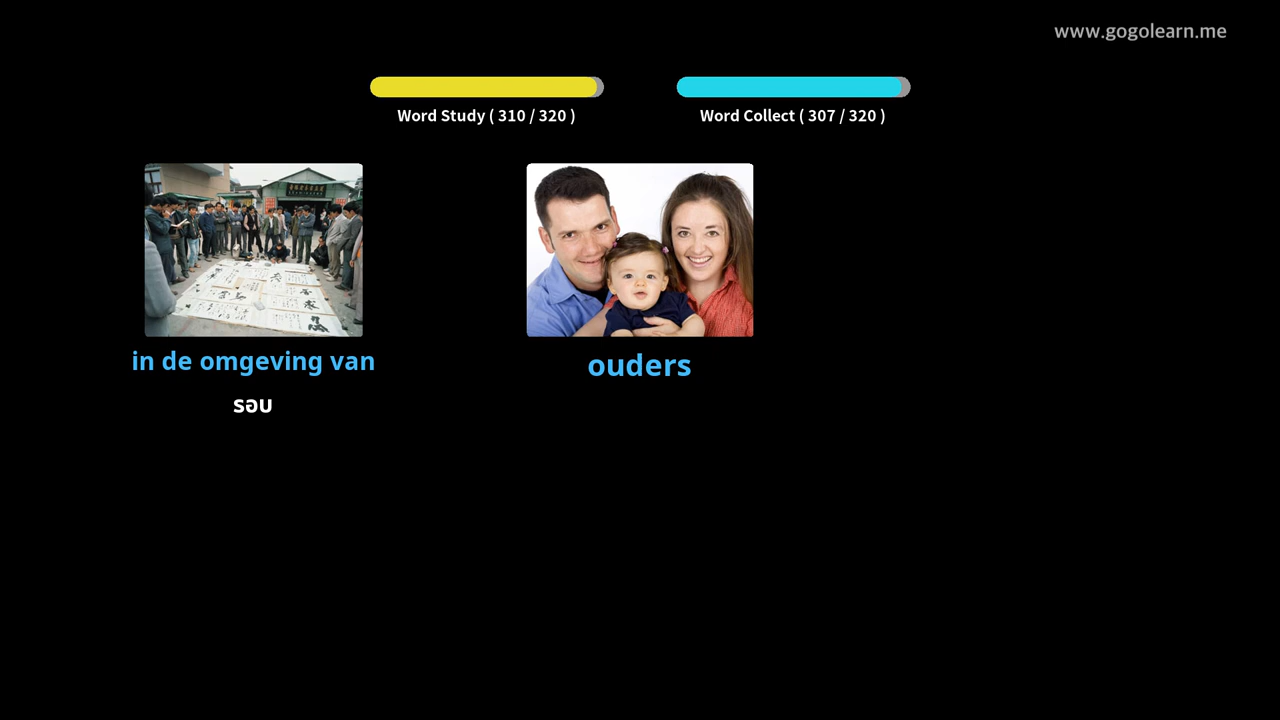 www.gogolearn.me
Word Study ( 310 / 320 )
Word Collect ( 307 / 320 )
in de omgeving van
รอบ
ouders